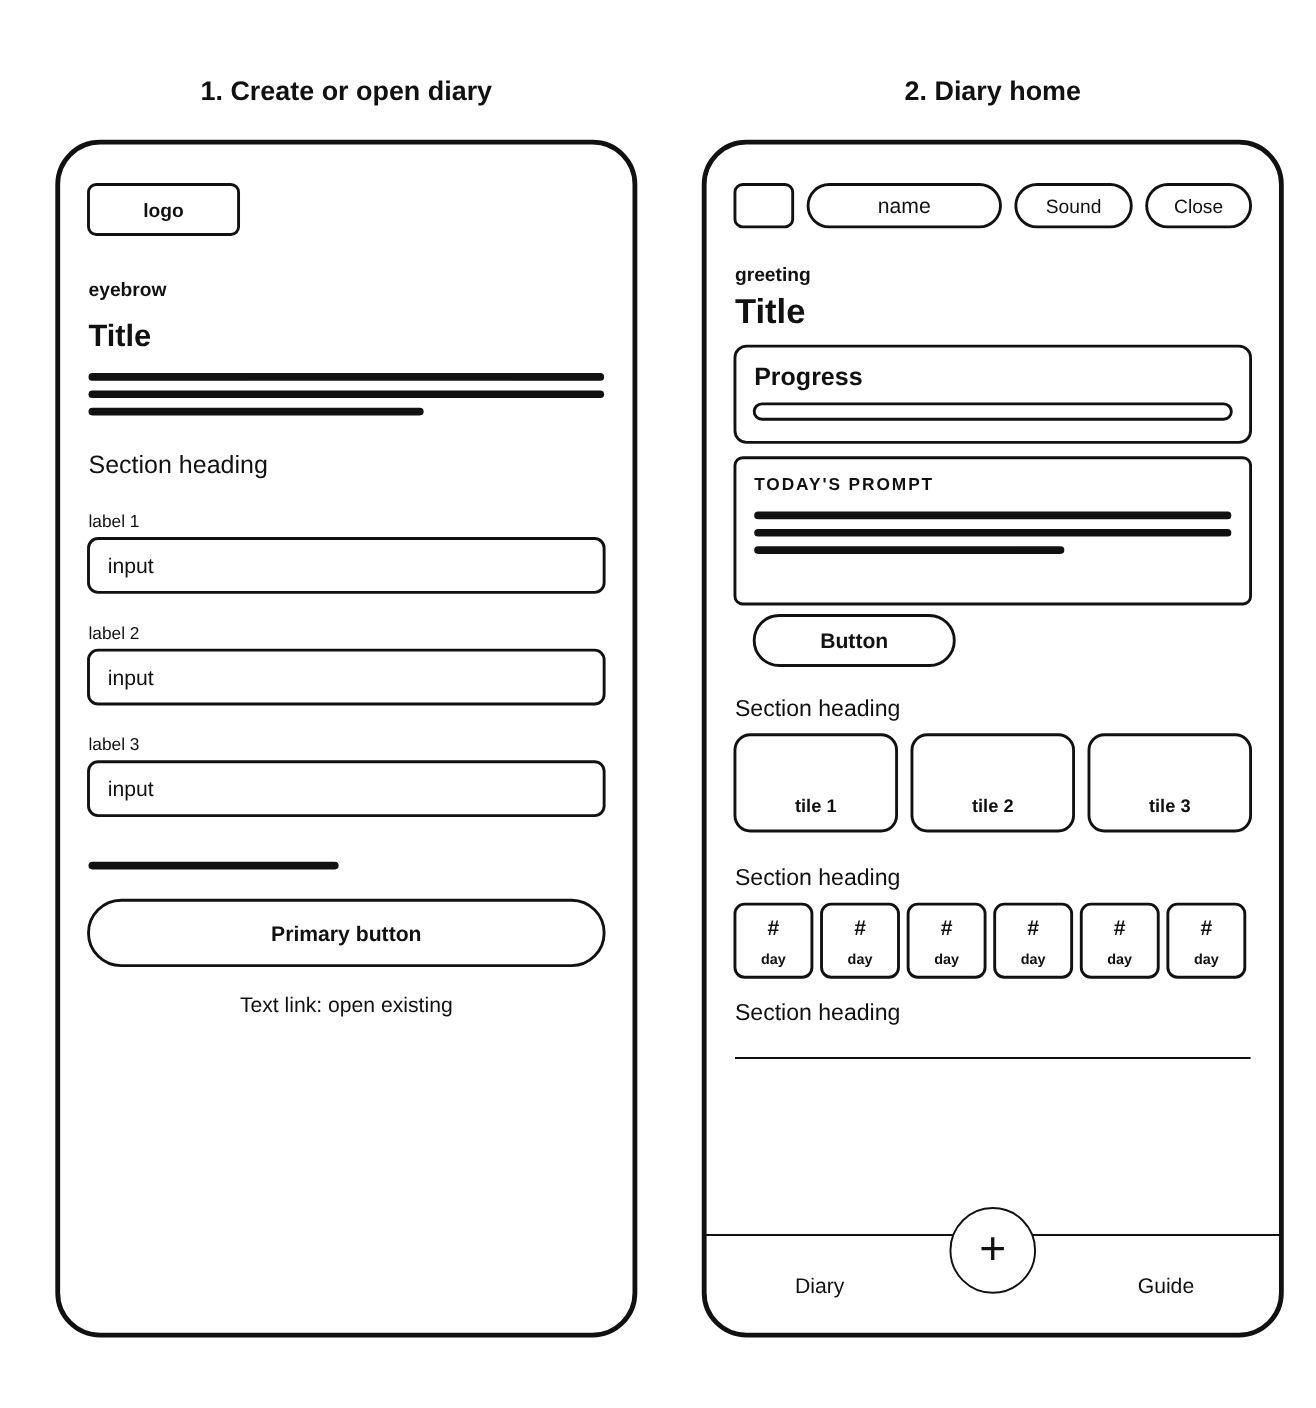 1. Create or open diary
logo
eyebrow
Title
Section heading
label 1
input
label 2
input
label 3
input
Primary button
Text link: open existing
2. Diary home
name Sound Close
greeting
Title
Progress
TODAY'S PROMPT
Button
Section heading
tile 1 tile 2 tile 3
Section heading
# # # # # #
day day day day day day
Section heading
+
Diary Guide